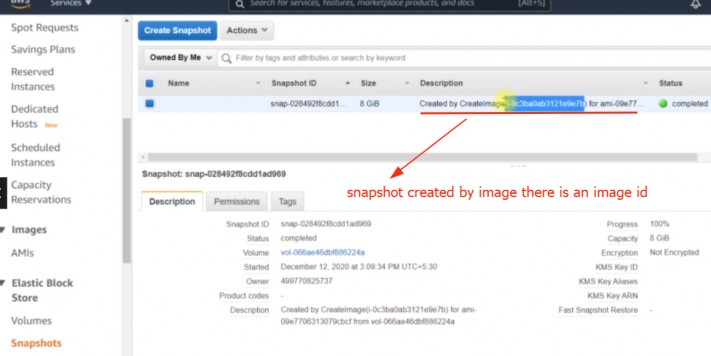 aws Services
Search for services, features, marketplace products, and docs [Alt+S]
Spot Requests
Savings Plans
Reserved
Instances
Dedicated
Hosts New
Scheduled
Instances
Capacity
Reservations
Images
AMIs
Elastic Block
Store
Volumes
Snapshots
Create Snapshot Actions
Owned By Me Filter by tags and attributes or search by keyword
Name Snapshot ID Size Description Status
snap-028492f8cdd1... 8 GiB Created by CreateImage(i-0c3ba0ab3121e9e7b) for ami-09e77... completed
Snapshot: snap-028492f8cdd1ad969
snapshot created by image there is an image id
Description Permissions Tags
Snapshot ID snap-028492f8cdd1ad969 Progress 100%
Status completed Capacity 8 GiB
Volume vol-066ae46dbf886224a Encryption Not Encrypted
Started December 12, 2020 at 3:09:34 PM UTC+5:30 KMS Key ID
Owner 499770825737 KMS Key Aliases
Product codes - KMS Key ARN
Description Created by CreateImage(i-0c3ba0ab3121e9e7b) for ami- Fast Snapshot Restore -
09e7706313079cbcf from vol-066ae46dbf886224a